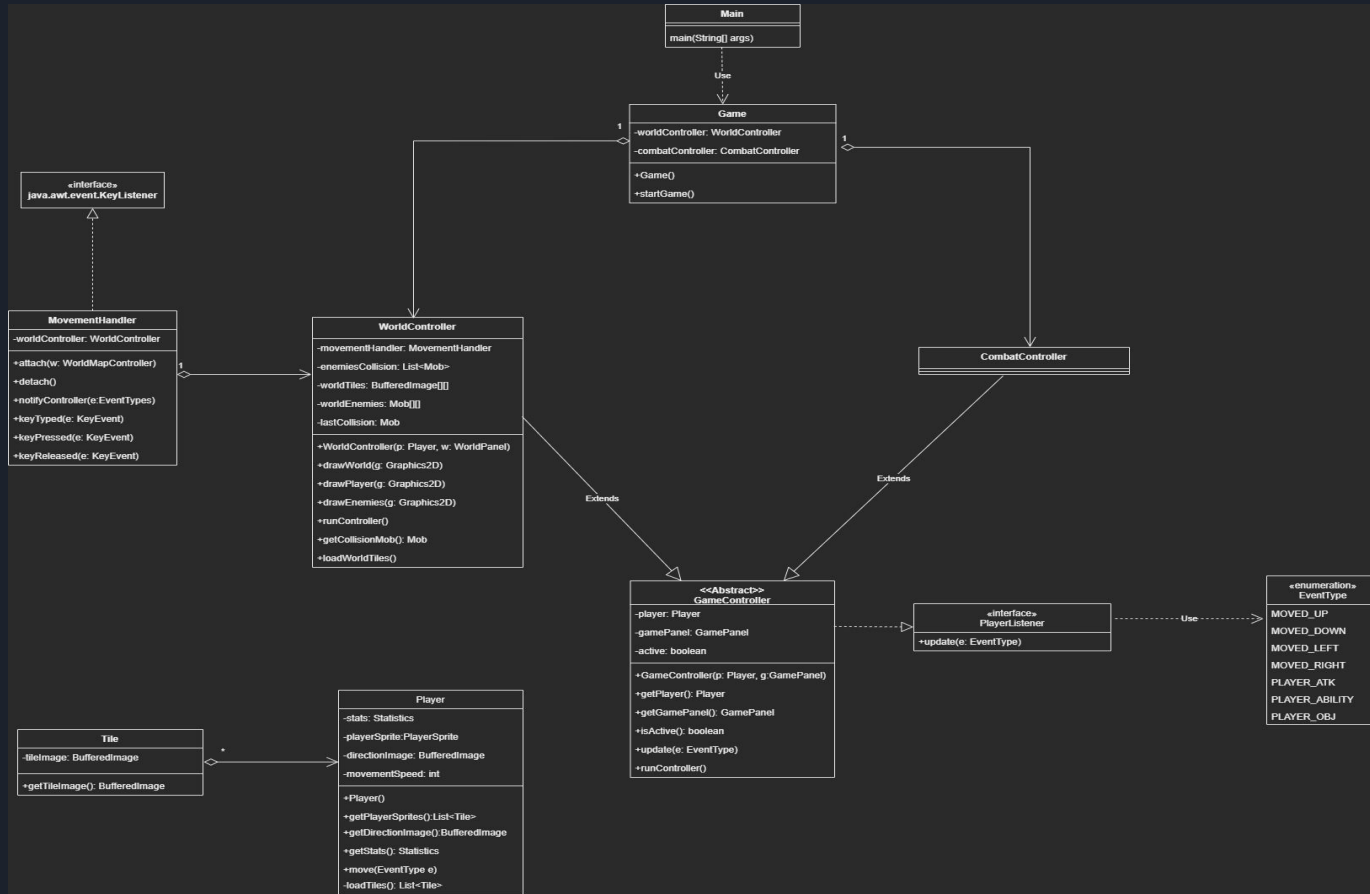 Main
main(String[] args)
Use
Game
-worldController: WorldController
-combatController: CombatController
+Game()
+startGame()
1
1
«interface»
java.awt.event.KeyListener
MovementHandler
-worldController: WorldController
+attach(w: WorldMapController)
+detach()
+notifyController(e:EventTypes)
+keyTyped(e: KeyEvent)
+keyPressed(e: KeyEvent)
+keyReleased(e: KeyEvent)
1
WorldController
-movementHandler: MovementHandler
-enemiesCollision: List<Mob>
-worldTiles: BufferedImage[][]
-worldEnemies: Mob[][]
-lastCollision: Mob
+WorldController(p: Player, w: WorldPanel)
+drawWorld(g: Graphics2D)
+drawPlayer(g: Graphics2D)
+drawEnemies(g: Graphics2D)
+runController()
+getCollisionMob(): Mob
+loadWorldTiles()
CombatController
Extends
Extends
<<Abstract>>
GameController
-player: Player
-gamePanel: GamePanel
-active: boolean
+GameController(p: Player, g:GamePanel)
+getPlayer(): Player
+getGamePanel(): GamePanel
+isActive(): boolean
+update(e: EventType)
+runController()
«interface»
PlayerListener
+update(e: EventType)
Use
«enumeration»
EventType
MOVED_UP
MOVED_DOWN
MOVED_LEFT
MOVED_RIGHT
PLAYER_ATK
PLAYER_ABILITY
PLAYER_OBJ
Tile
-tileImage: BufferedImage
+getTileImage(): BufferedImage
*
Player
-stats: Statistics
-playerSprite:PlayerSprite
-directionImage: BufferedImage
-movementSpeed: int
+Player()
+getPlayerSprites():List<Tile>
+getDirectionImage():BufferedImage
+getStats(): Statistics
+move(EventType e)
-loadTiles(): List<Tile>